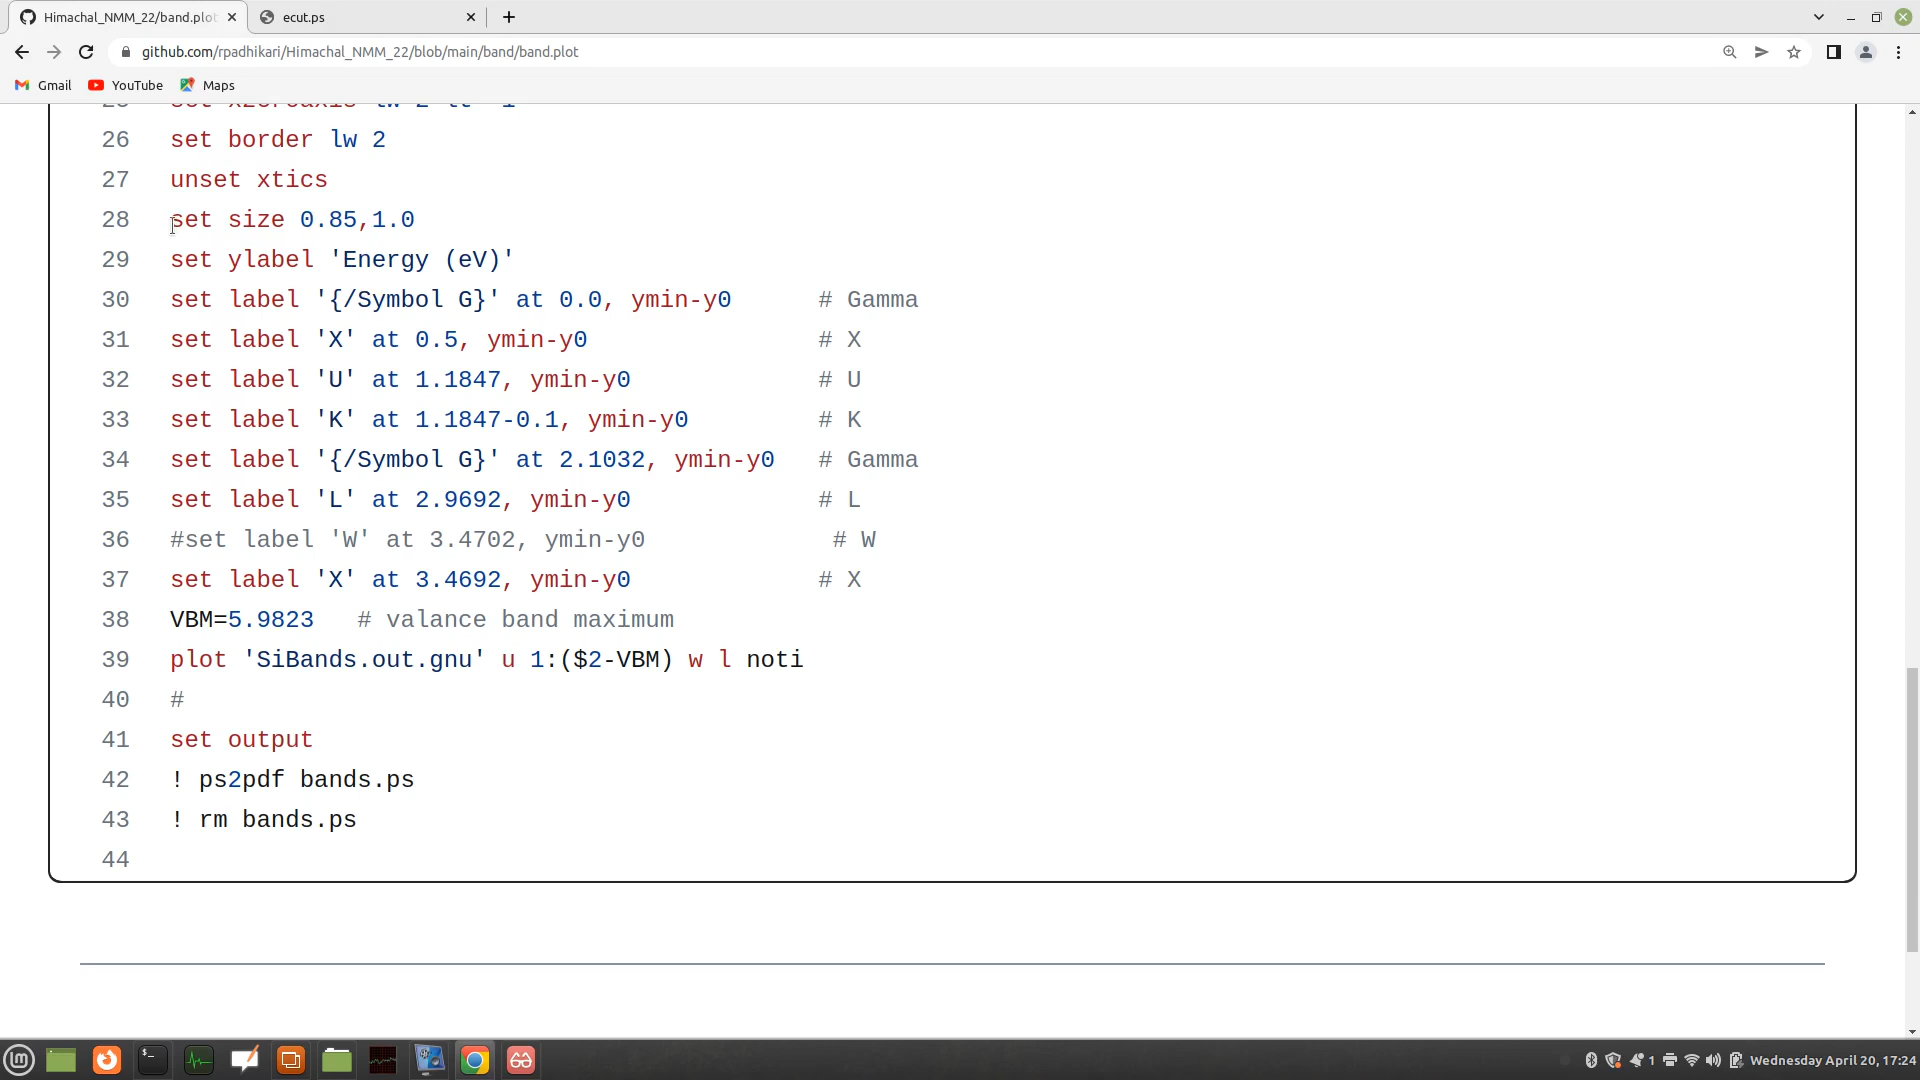 Himachal_NMM_22/band.plot
ecut.ps
github.com/rpadhikari/Himachal_NMM_22/blob/main/band/band.plot
Gmail YouTube Maps
26 set border lw 2
27 unset xtics
28 set size 0.85,1.0
29 set ylabel 'Energy (eV)'
30 set label '{/Symbol G}' at 0.0, ymin-y0 # Gamma
31 set label 'X' at 0.5, ymin-y0 # X
32 set label 'U' at 1.1847, ymin-y0 # U
33 set label 'K' at 1.1847-0.1, ymin-y0 # K
34 set label '{/Symbol G}' at 2.1032, ymin-y0 # Gamma
35 set label 'L' at 2.9692, ymin-y0 # L
36 #set label 'W' at 3.4702, ymin-y0 # W
37 set label 'X' at 3.4692, ymin-y0 # X
38 VBM=5.9823 # valance band maximum
39 plot 'SiBands.out.gnu' u 1:($2-VBM) w l noti
40 #
41 set output
42 ! ps2pdf bands.ps
43 ! rm bands.ps
44
1 Wednesday April 20, 17:24